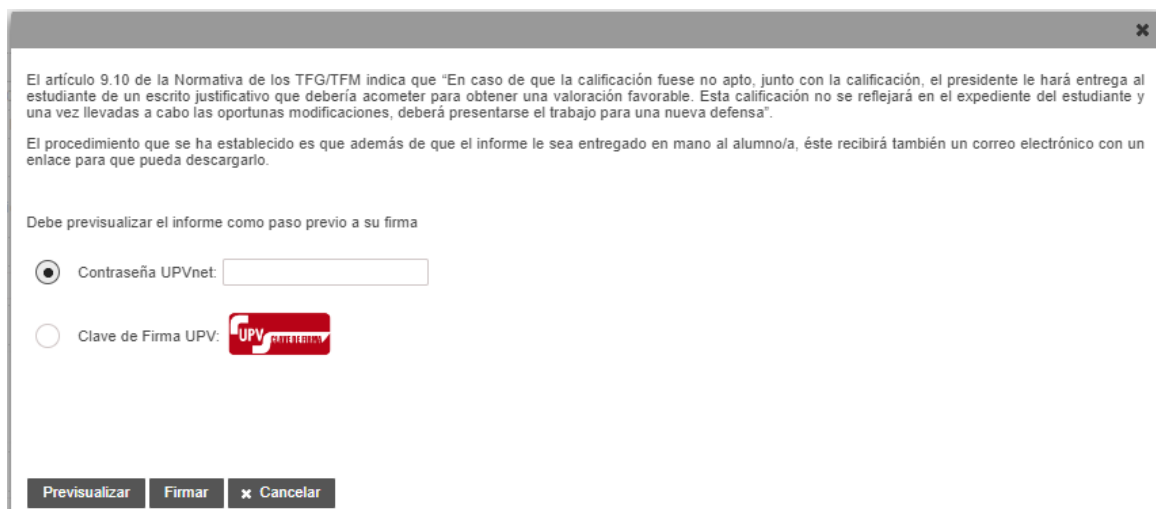 El artículo 9.10 de la Normativa de los TFG/TFM indica que “En caso de que la calificación fuese no apto, junto con la calificación, el presidente le hará entrega al
estudiante de un escrito justificativo que debería acometer para obtener una valoración favorable. Esta calificación no se reflejará en el expediente del estudiante y
una vez llevadas a cabo las oportunas modificaciones, deberá presentarse el trabajo para una nueva defensa”.
El procedimiento que se ha establecido es que además de que el informe le sea entregado en mano al alumno/a, éste recibirá también un correo electrónico con un
enlace para que pueda descargarlo.
Debe previsualizar el informe como paso previo a su firma
Contraseña UPVnet:
Clave de Firma UPV: UPV CLAVE DE FIRMA
Previsualizar Firmar × Cancelar